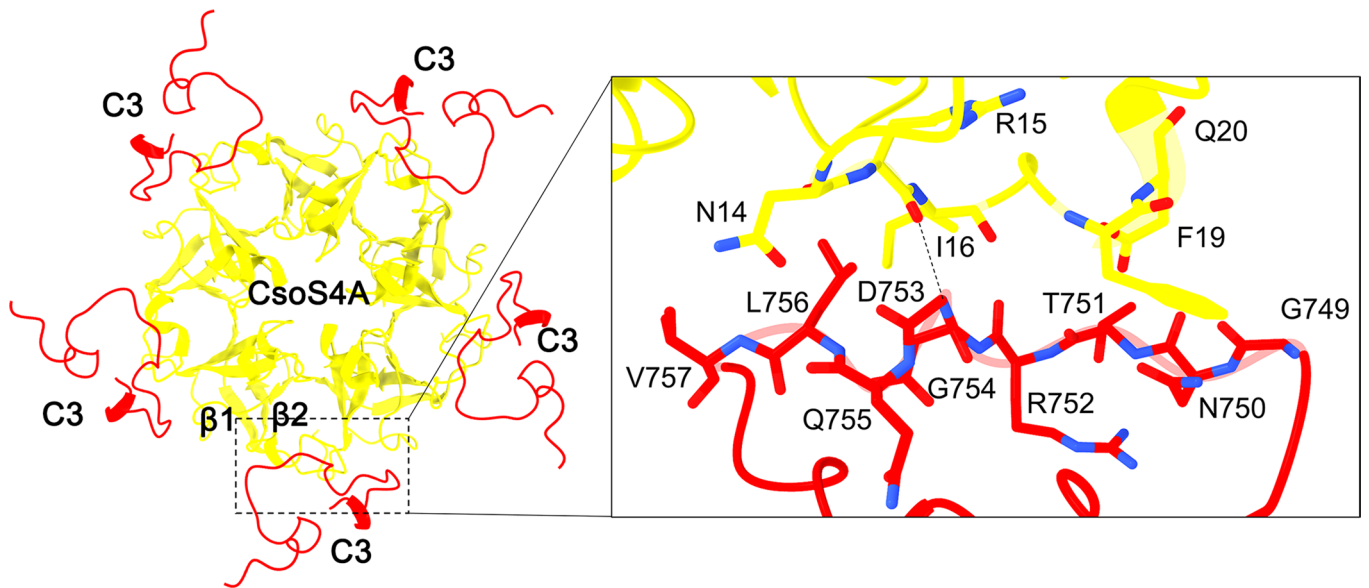 C3
C3
CsoS4A
C3
C3
β1
β2
C3
R15
Q20
N14
I16
F19
L756
D753
T751
G749
V757
G754
R752
N750
Q755